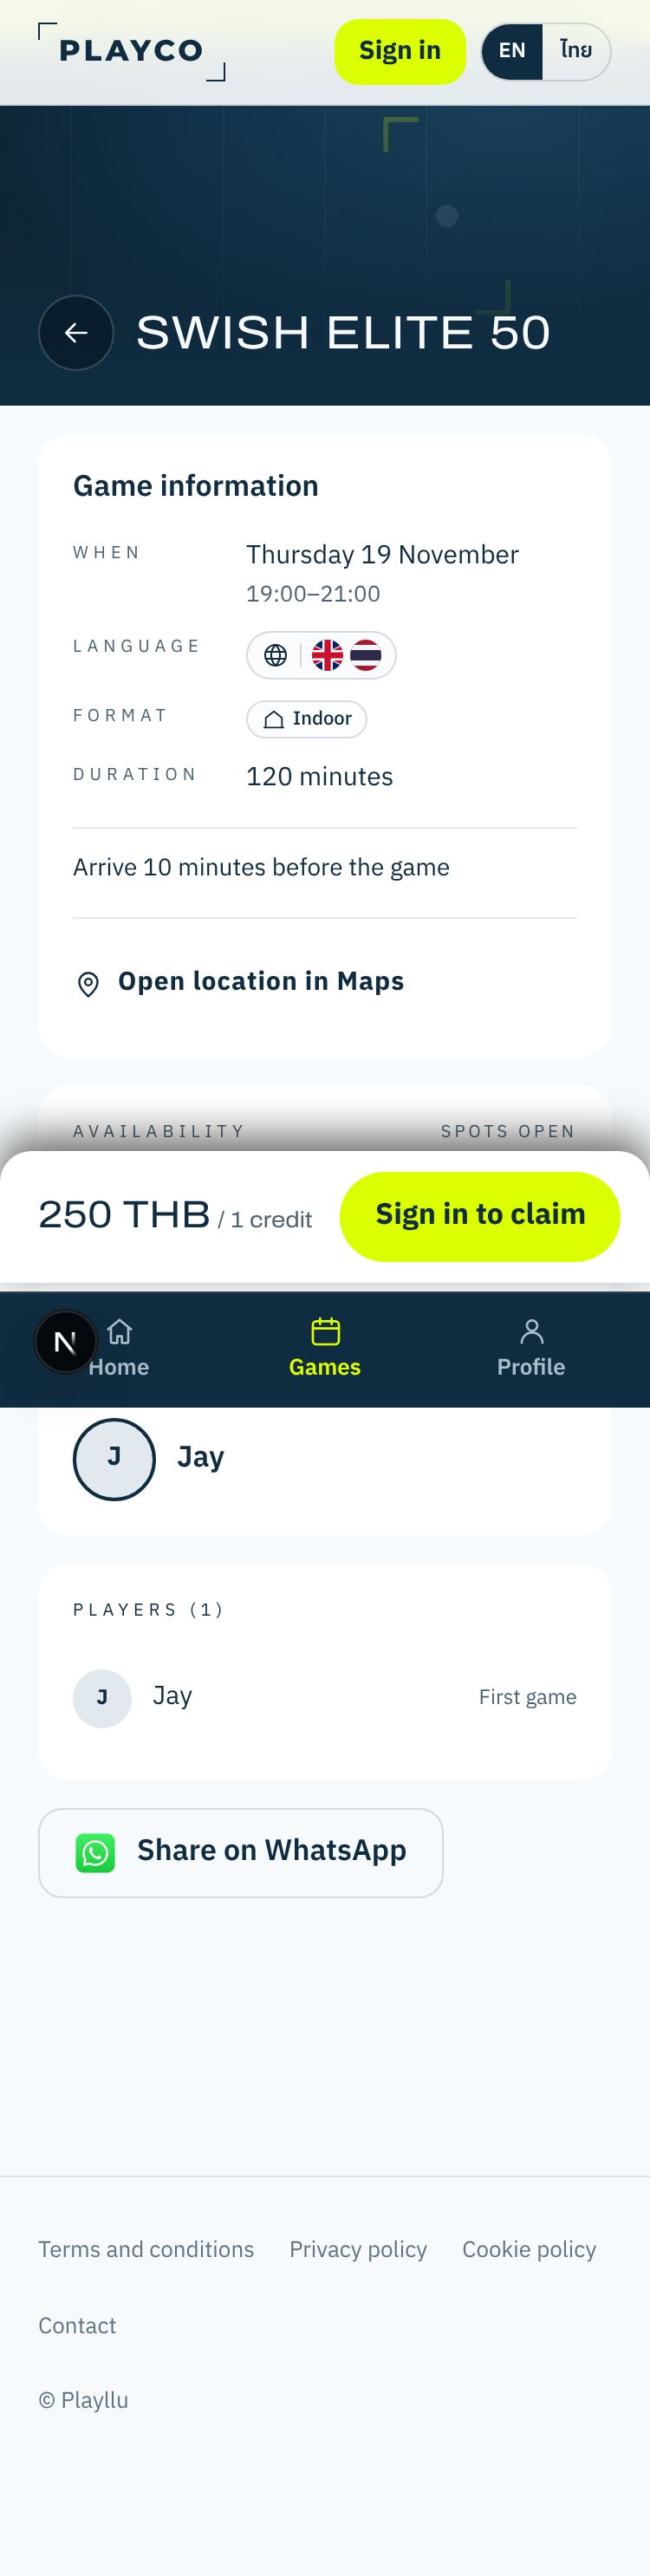 PLAYCO
Sign in
EN
ไทย
SWISH ELITE 50
Game information
WHEN
Thursday 19 November
19:00–21:00
LANGUAGE
FORMAT
Indoor
DURATION
120 minutes
Arrive 10 minutes before the game
Open location in Maps
AVAILABILITY
SPOTS OPEN
250 THB / 1 credit
Sign in to claim
N
Home
Games
Profile
J
Jay
PLAYERS (1)
J
Jay
First game
Share on WhatsApp
Terms and conditions
Privacy policy
Cookie policy
Contact
© Playllu